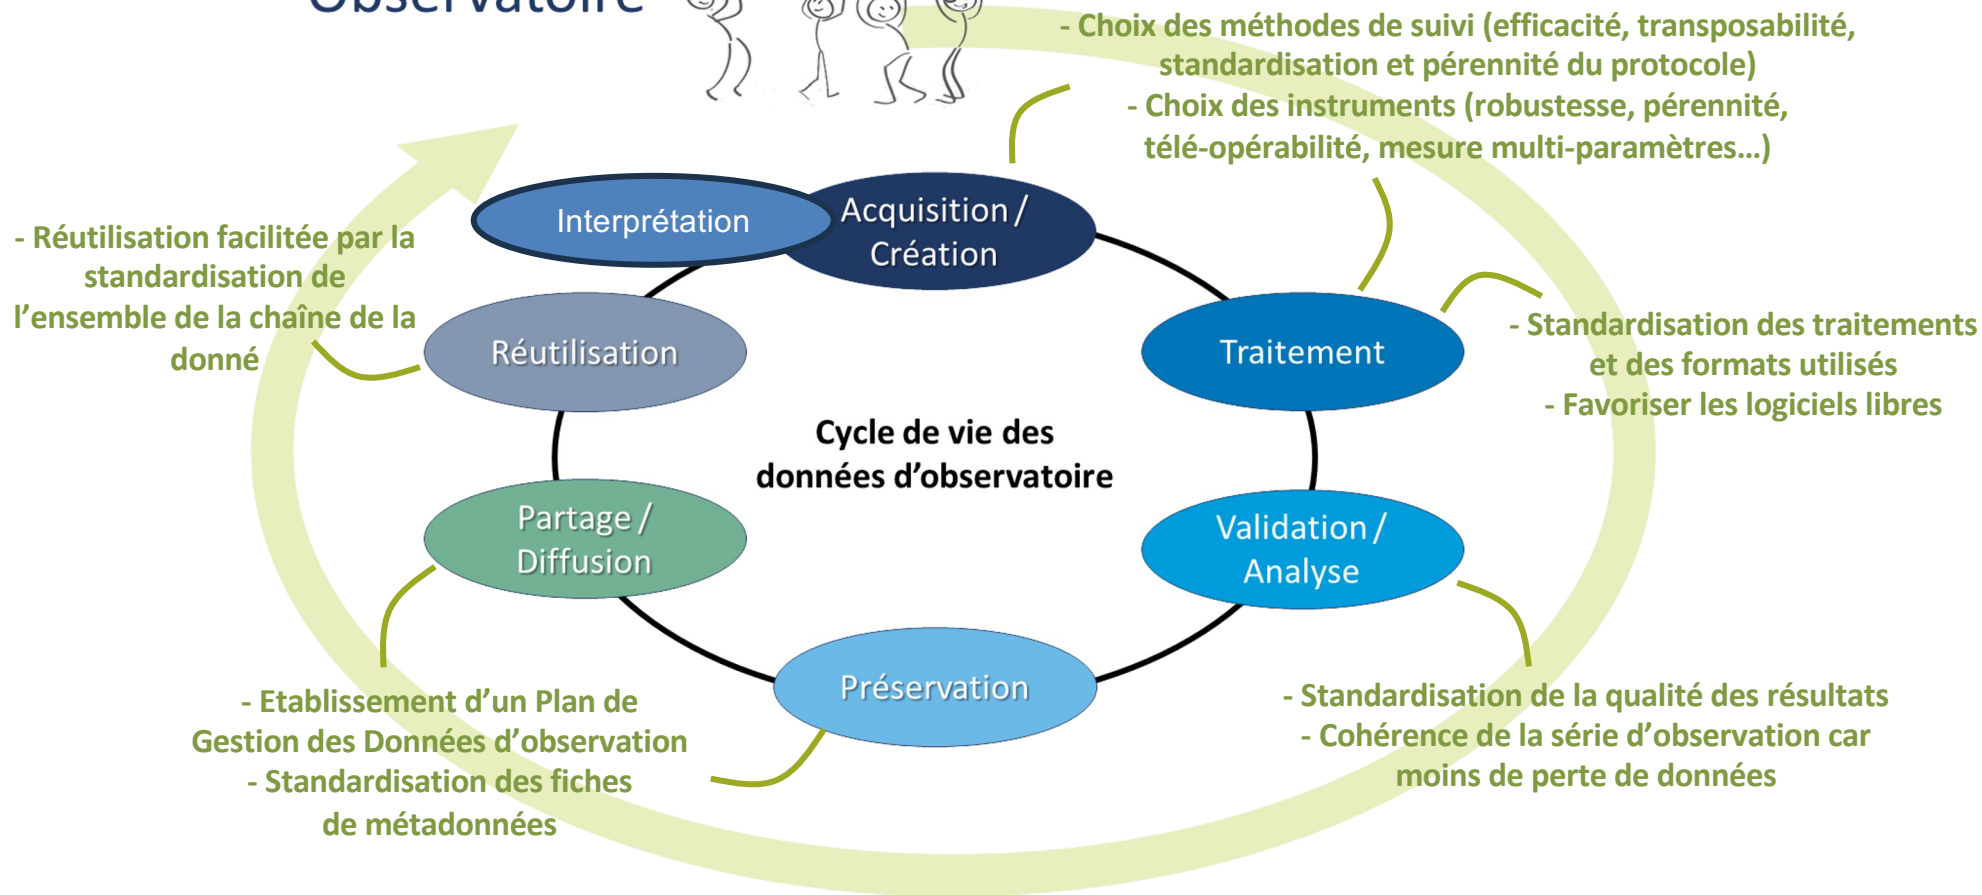 Observatoire
- Choix des méthodes de suivi (efficacité, transposabilité,
standardisation et pérennité du protocole)
- Choix des instruments (robustesse, pérennité,
télé-opérabilité, mesure multi-paramètres…)
Interprétation
Acquisition /
Création
- Réutilisation facilitée par la
standardisation de
l’ensemble de la chaîne de la
donné
Réutilisation
Traitement
- Standardisation des traitements
et des formats utilisés
- Favoriser les logiciels libres
Cycle de vie des
données d’observatoire
Partage /
Diffusion
Validation /
Analyse
Préservation
- Etablissement d’un Plan de
Gestion des Données d’observation
- Standardisation des fiches
de métadonnées
- Standardisation de la qualité des résultats
- Cohérence de la série d’observation car
moins de perte de données